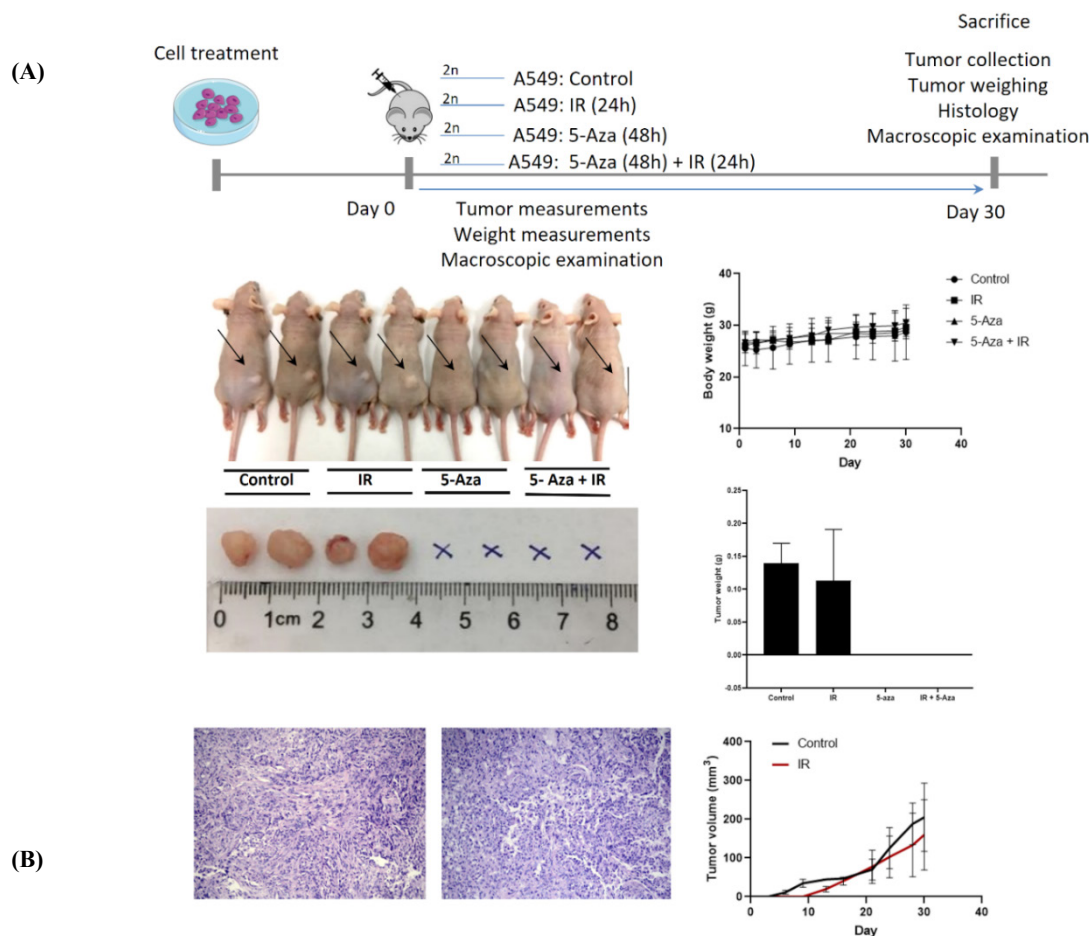 (A)
Cell treatment
2n A549: Control
2n A549: IR (24h)
2n A549: 5-Aza (48h)
2n A549: 5-Aza (48h) + IR (24h)
Sacrifice
Tumor collection
Tumor weighing
Histology
Macroscopic examination
Day 0
Tumor measurements
Weight measurements
Macroscopic examination
Day 30
Control IR 5-Aza 5- Aza + IR
0 1cm 2 3 4 5 6 7 8
Body weight (g)
40
30
20
10
0 10 20 30 40
Day
Control
IR
5-Aza
5-Aza + IR
Tumor weight (g)
0.25
0.20
0.15
0.10
0.05
0.00
-0.05
Control IR 5-aza IR + 5-Aza
(B)
Tumor volume (mm³)
400
300
200
100
0
0 10 20 30 40
Day
Control
IR